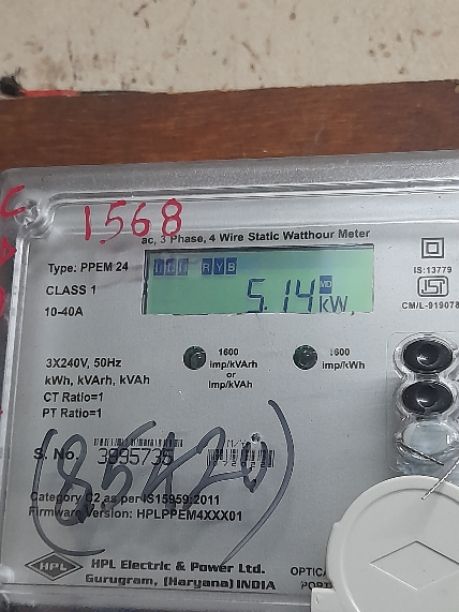 1568
ac, 3 Phase, 4 Wire Static Watthour Meter
Type: PPEM 24
CLASS 1
10-40A
RYB
5.14 MD kW
IS:13779
ISI
CM/L-919078
3X240V, 50Hz
kWh, kVArh, kVAh
CT Ratio=1
PT Ratio=1
1600
imp/kVArh
or
imp/kVAh
1600
imp/kWh
S. No. 3895735
Category C2 as per IS15959:2011
Firmware Version: HPLPPEM4XXX01
HPL
HPL Electric & Power Ltd.
Gurugram, (Haryana) INDIA